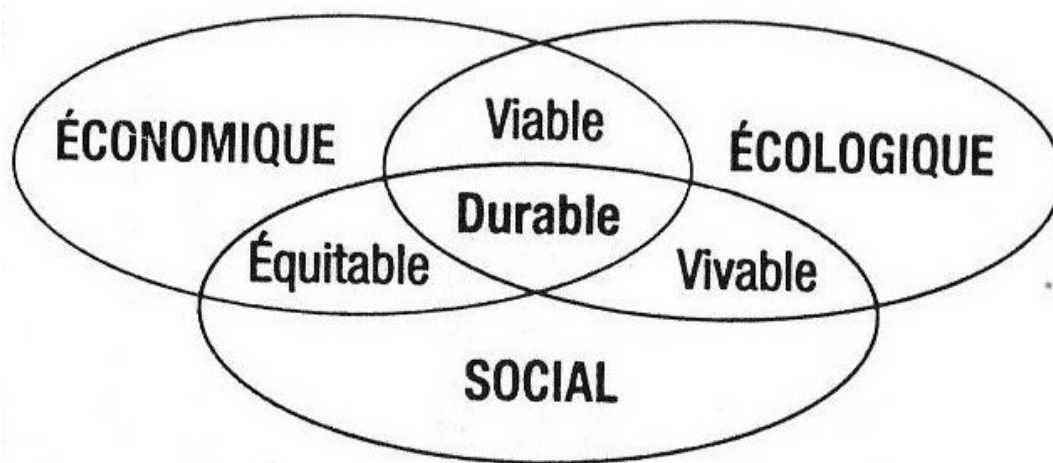 Viable
ÉCONOMIQUE
ÉCOLOGIQUE
Durable
Équitable
Vivable
SOCIAL